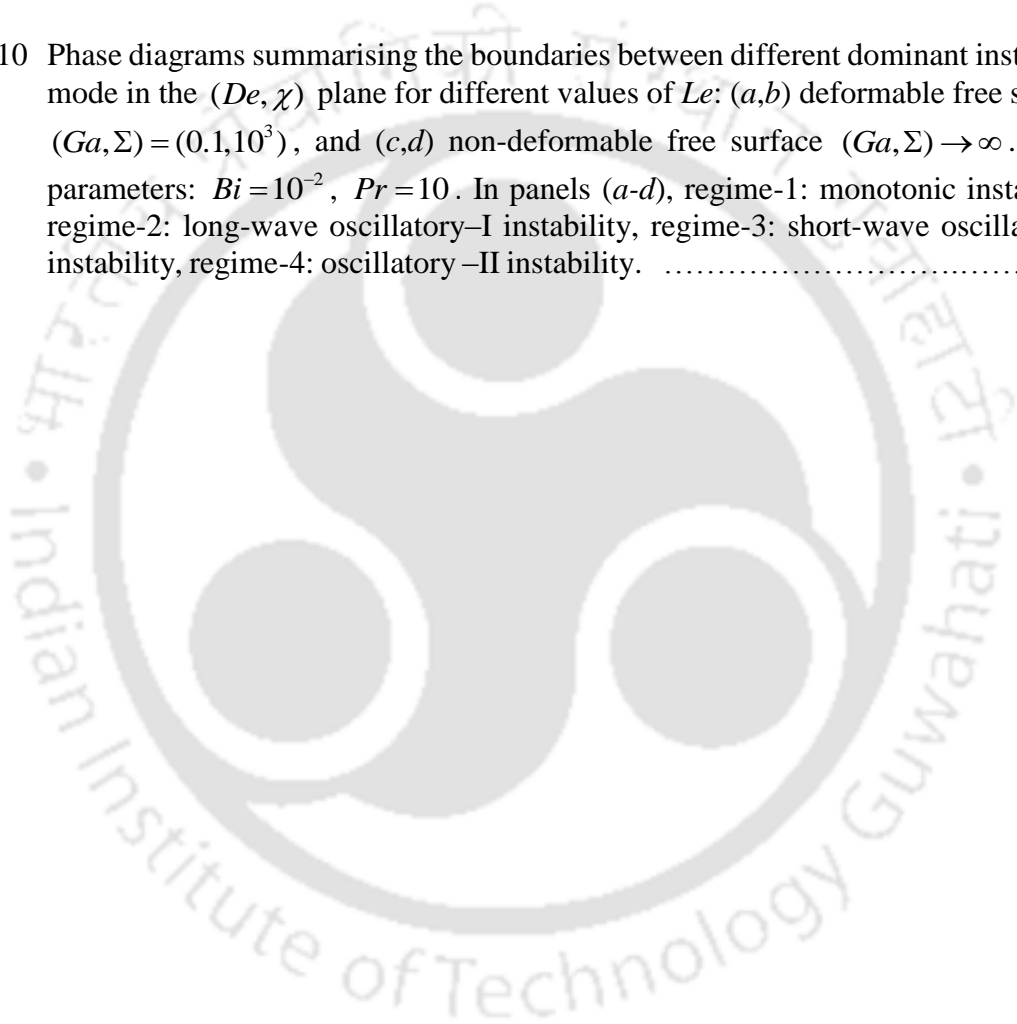 10 Phase diagrams summarising the boundaries between different dominant inst
mode in the (De, χ) plane for different values of Le: (a,b) deformable free s
(Ga, Σ) = (0.1,10³), and (c,d) non-deformable free surface (Ga, Σ) → ∞.
parameters: Bi = 10⁻², Pr = 10. In panels (a-d), regime-1: monotonic insta
regime-2: long-wave oscillatory–I instability, regime-3: short-wave oscilla
instability, regime-4: oscillatory –II instability. ……………………………
Indian Institute of Technology Guwahati